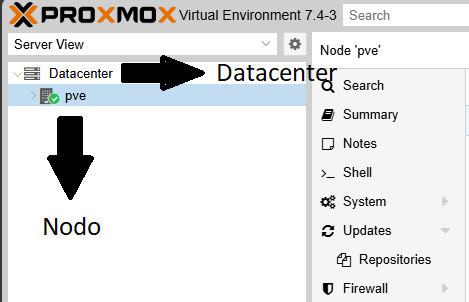 PROXMOX Virtual Environment 7.4-3 Search
Server View
Node 'pve'
Datacenter
Datacenter
pve
Nodo
Search
Summary
Notes
Shell
System
Updates
Repositories
Firewall